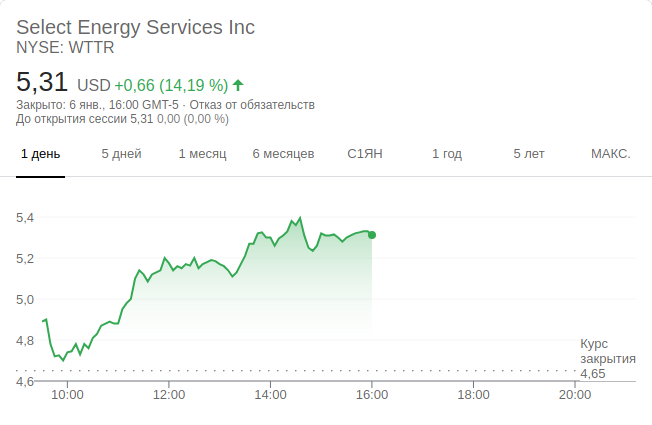 Select Energy Services Inc
NYSE: WTTR
5,31 USD +0,66 (14,19 %)
Закрыто: 6 янв., 16:00 GMT-5 · Отказ от обязательств
До открытия сессии 5,31 0,00 (0,00 %)
1 день 5 дней 1 месяц 6 месяцев С1ЯН 1 год 5 лет МАКС.
5,4
5,2
5,0
4,8
Курс
закрытия
4,65
4,6
10:00 12:00 14:00 16:00 18:00 20:00